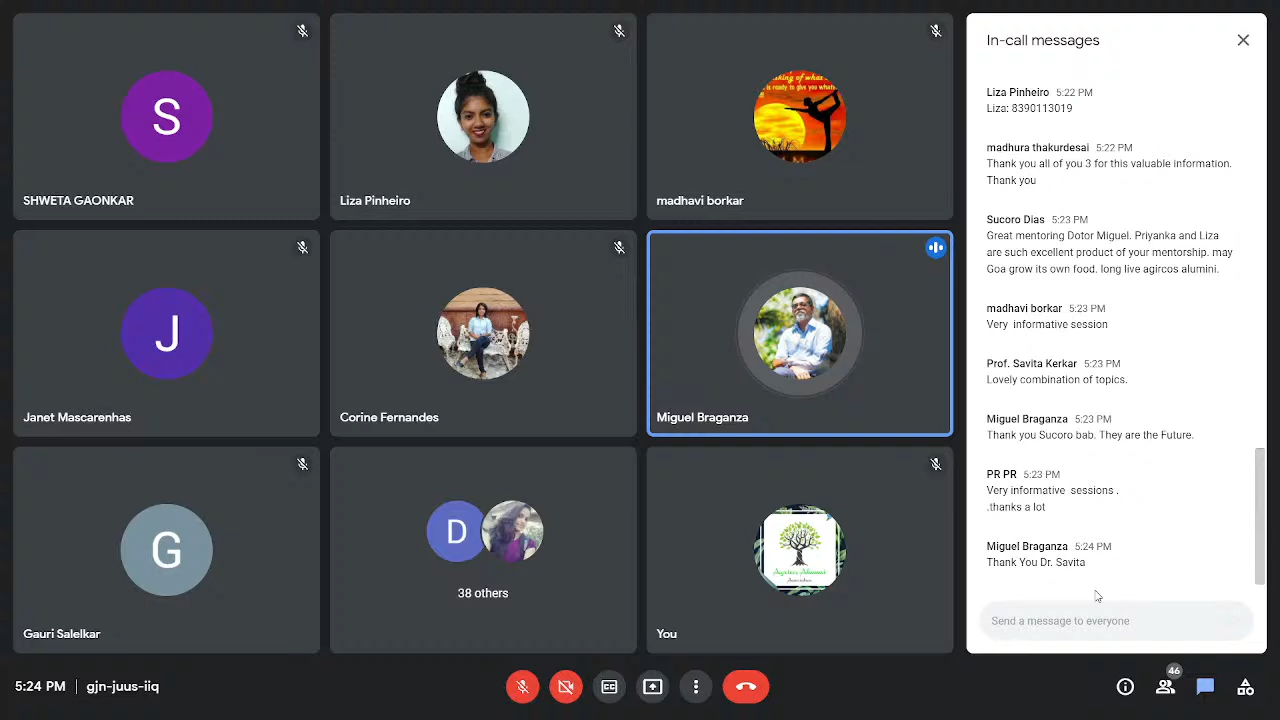 S
SHWETA GAONKAR
Liza Pinheiro
is ready to give you what
madhavi borkar
J
Janet Mascarenhas
Corine Fernandes
Miguel Braganza
G
Gauri Salelkar
D
38 others
You
In-call messages
Liza Pinheiro 5:22 PM
Liza: 8390113019
madhura thakurdesai 5:22 PM
Thank you all of you 3 for this valuable information.
Thank you
Sucoro Dias 5:23 PM
Great mentoring Dotor Miguel. Priyanka and Liza
are such excellent product of your mentorship. may
Goa grow its own food. long live agircos alumini.
madhavi borkar 5:23 PM
Very informative session
Prof. Savita Kerkar 5:23 PM
Lovely combination of topics.
Miguel Braganza 5:23 PM
Thank you Sucoro bab. They are the Future.
PR PR 5:23 PM
Very informative sessions .
.thanks a lot
Miguel Braganza 5:24 PM
Thank You Dr. Savita
Send a message to everyone
5:24 PM | gjn-juus-iiq
46